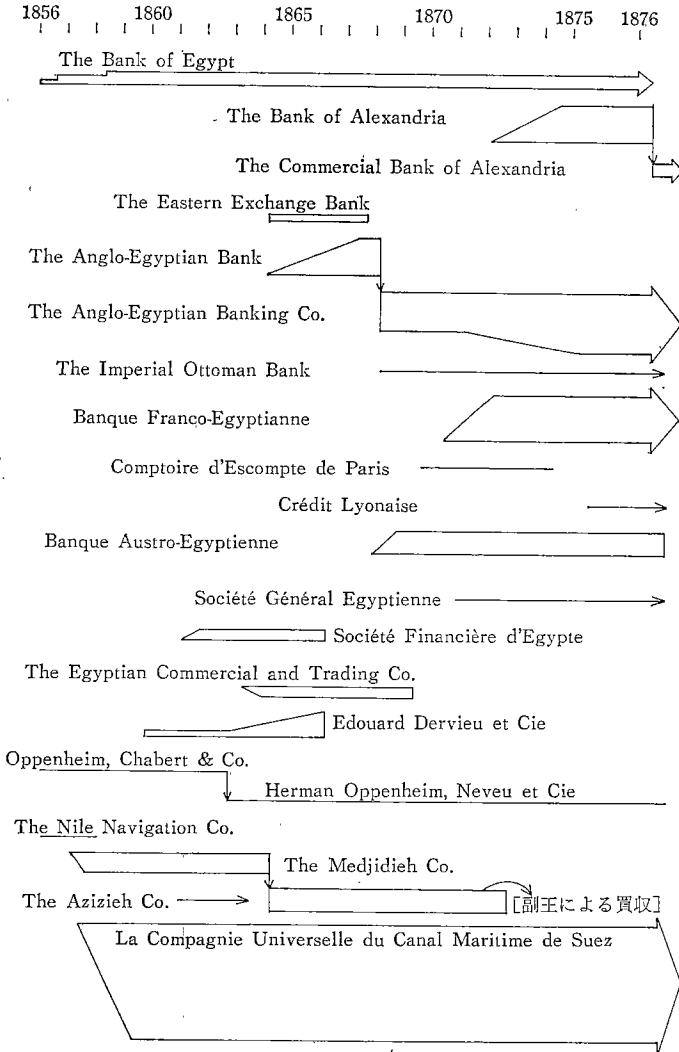 1856 1860 1865 1870 1875 1876
The Bank of Egypt
The Bank of Alexandria
The Commercial Bank of Alexandria
The Eastern Exchange Bank
The Anglo-Egyptian Bank
The Anglo-Egyptian Banking Co.
The Imperial Ottoman Bank
Banque Franco-Egyptianne
Comptoire d'Escompte de Paris
Crédit Lyonaise
Banque Austro-Egyptienne
Société Général Egyptienne
Société Financière d'Egypte
The Egyptian Commercial and Trading Co.
Edouard Dervieu et Cie
Oppenheim, Chabert & Co.
Herman Oppenheim, Neveu et Cie
The Nile Navigation Co.
The Medjidieh Co.
The Azizieh Co. [副王による買収]
La Compagnie Universelle du Canal Maritime de Suez